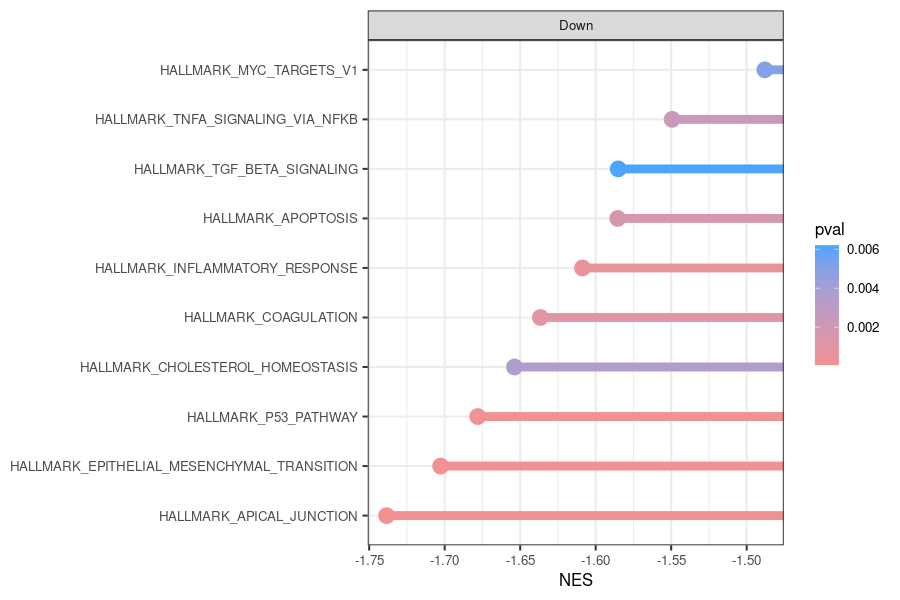 Down
HALLMARK_MYC_TARGETS_V1
HALLMARK_TNFA_SIGNALING_VIA_NFKB
HALLMARK_TGF_BETA_SIGNALING
HALLMARK_APOPTOSIS
HALLMARK_INFLAMMATORY_RESPONSE
HALLMARK_COAGULATION
HALLMARK_CHOLESTEROL_HOMEOSTASIS
HALLMARK_P53_PATHWAY
HALLMARK_EPITHELIAL_MESENCHYMAL_TRANSITION
HALLMARK_APICAL_JUNCTION
-1.75 -1.70 -1.65 -1.60 -1.55 -1.50
NES
pval
0.006
0.004
0.002